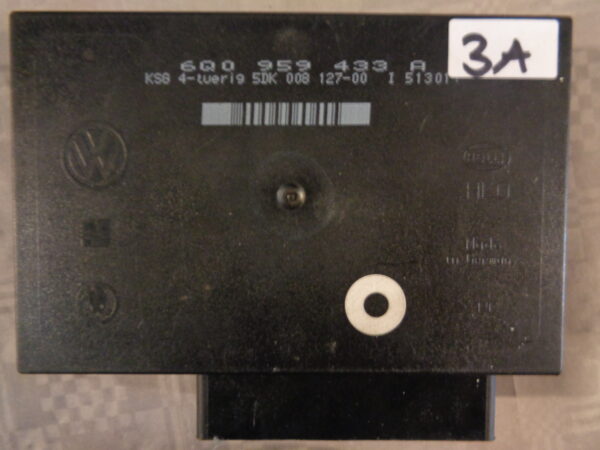 3A
6Q0 959 433 A
KSG 4-tuerig 5DK 008 127-00 I
HELLA
Made
in Germany